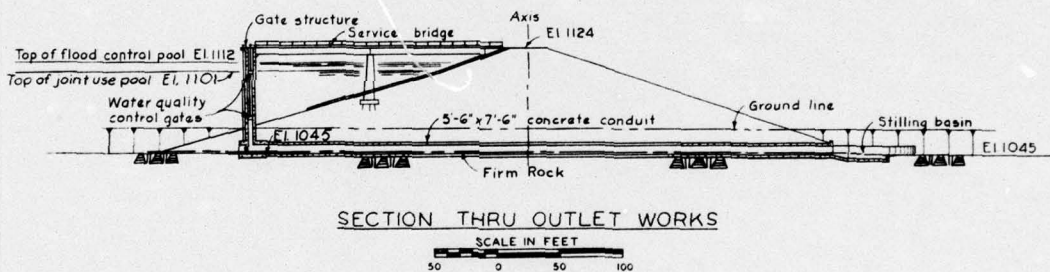 Gate structure
Axis
Service bridge
El. 1124
Top of flood control pool El. 1112
Top of joint use pool El. 1101
Water quality
control gates
Ground line
5'-6" x 7'-6" concrete conduit
Stilling basin
El. 1045
El. 1045
Firm Rock
SECTION THRU OUTLET WORKS
SCALE IN FEET
50 0 50 100